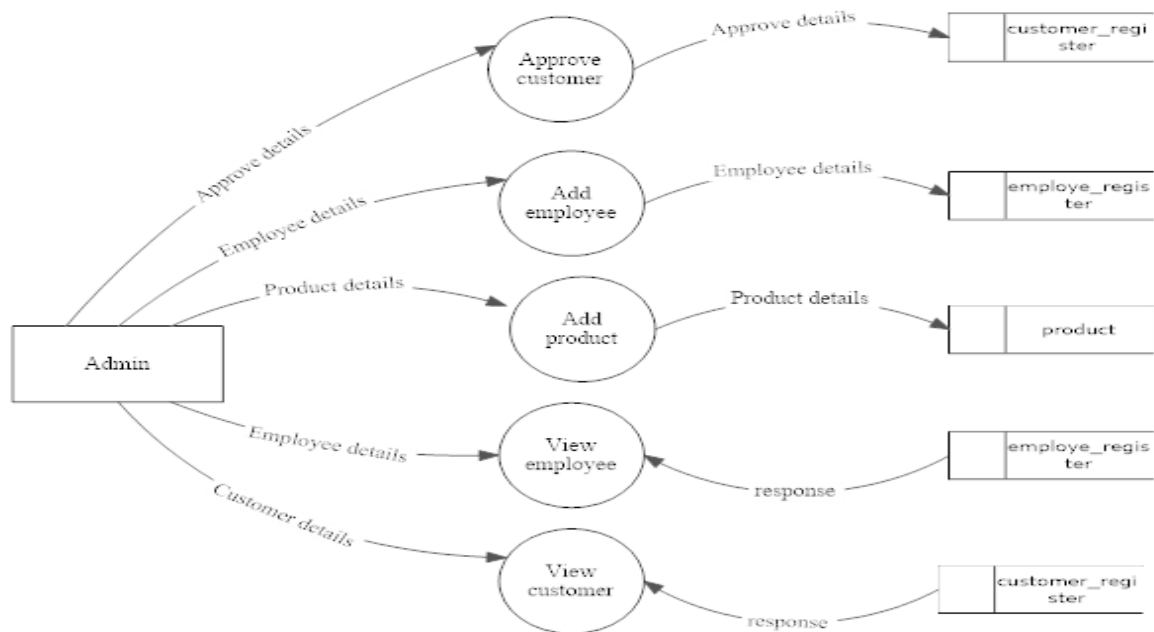 Approve
customer
Approve details
customer_regi
ster
Approve details
Add
employee
Employee details
employe_regis
ter
Employee details
Product details
Add
product
Product details
product
Admin
Employee details
View
employee
response
employe_regis
ter
Customer details
View
customer
response
customer_regi
ster